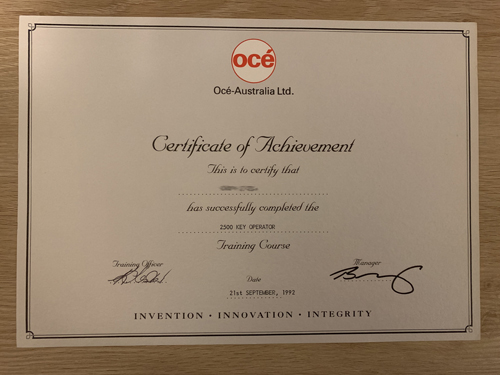 océ
Océ-Australia Ltd.
Certificate of Achievement
This is to certify that
has successfully completed the
2500 KEY OPERATOR
Training Course
Training Officer
Manager
Date
21st SEPTEMBER, 1992
INVENTION • INNOVATION • INTEGRITY